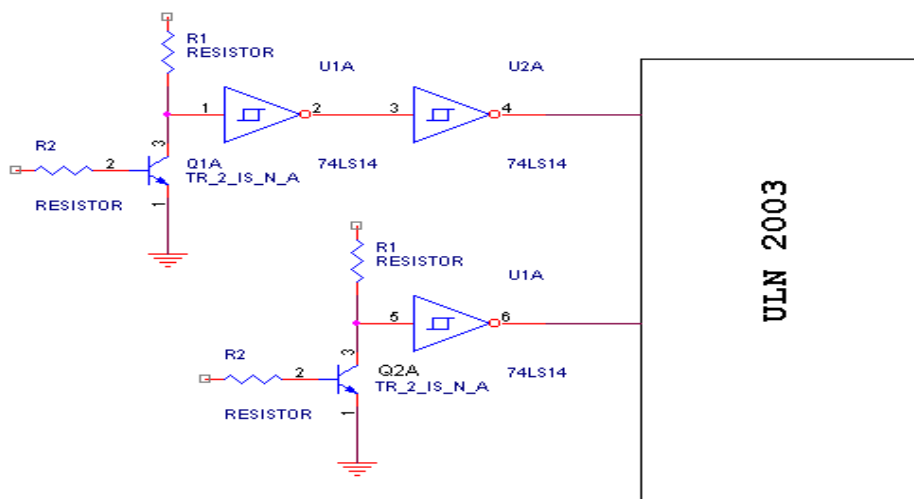 R1
RESISTOR
U1A
U2A
1
2
3
4
R2
2
3
Q1A
TR_2_IS_N_A
74LS14
74LS14
RESISTOR
1
ULN 2003
R1
RESISTOR
U1A
5
6
R2
2
3
Q2A
TR_2_IS_N_A
74LS14
RESISTOR
1